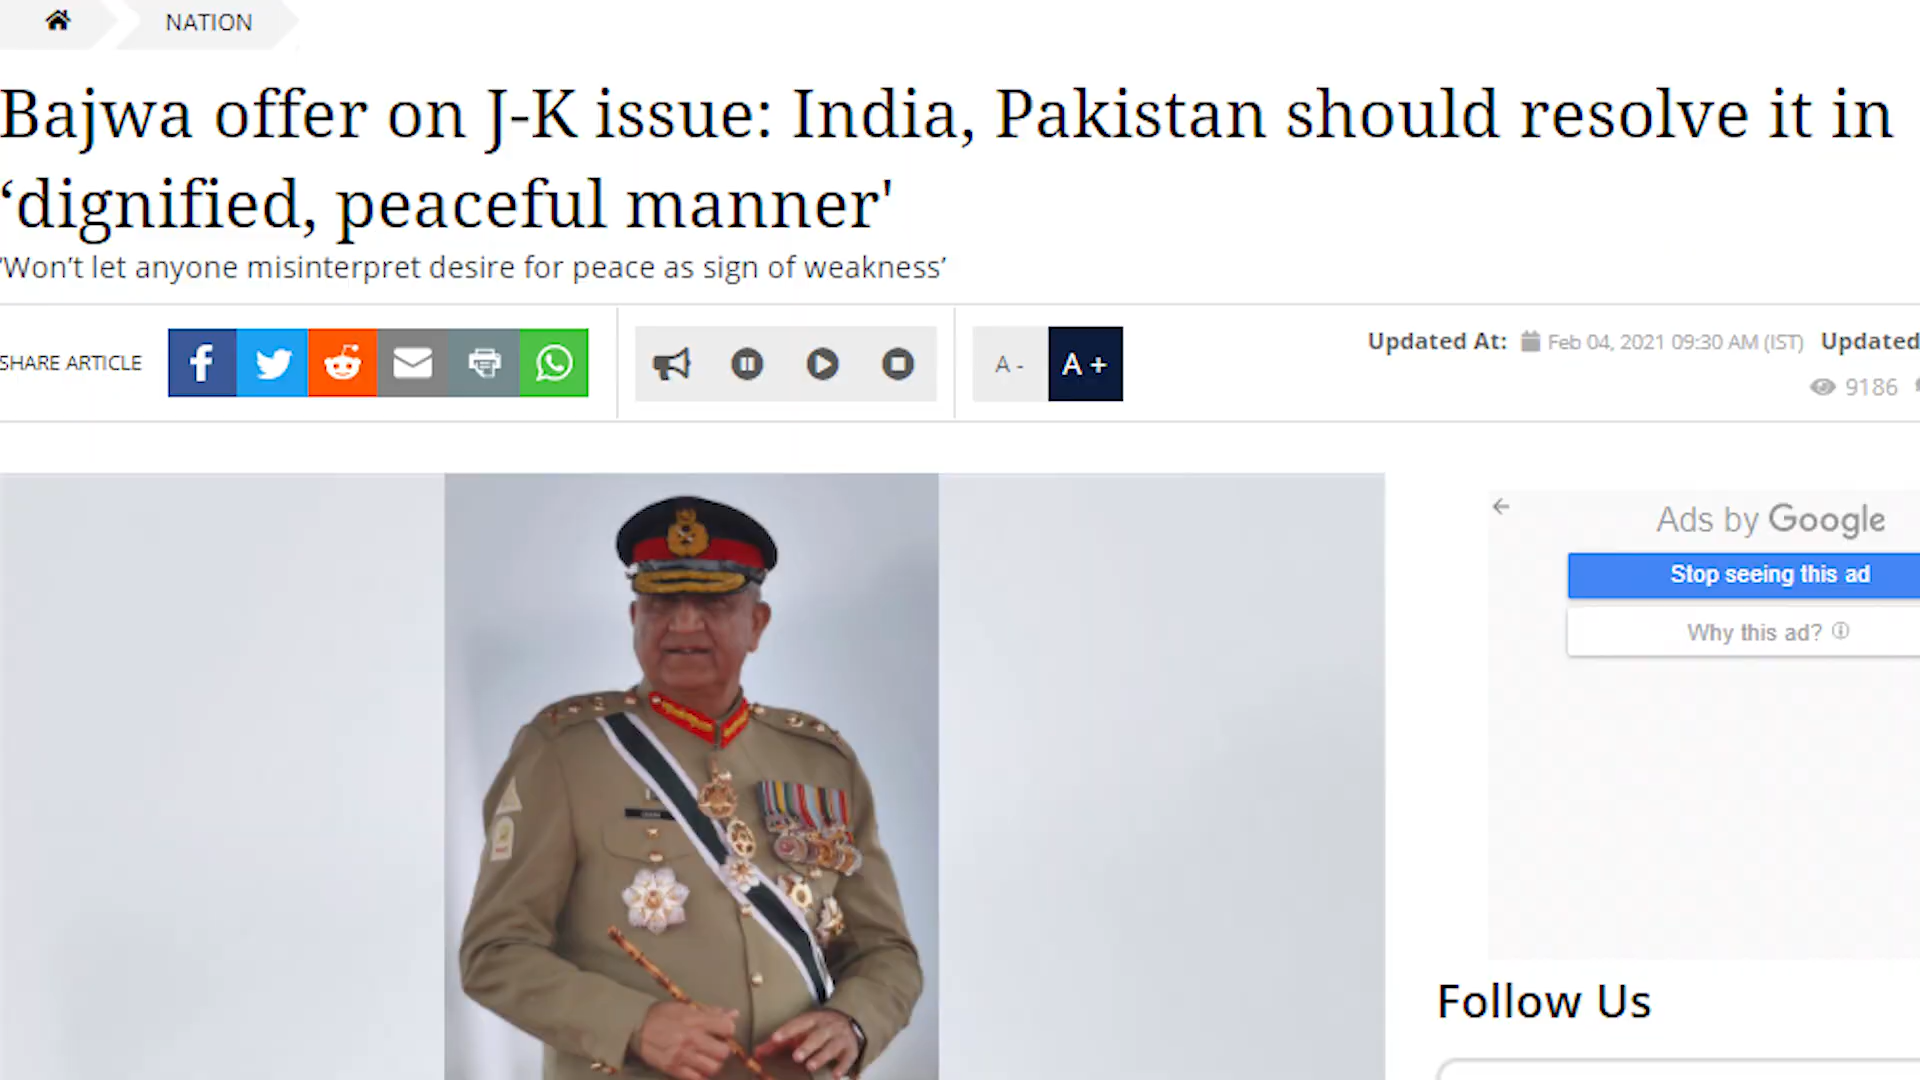 NATION
Bajwa offer on J-K issue: India, Pakistan should resolve it in
‘dignified, peaceful manner'
‘Won’t let anyone misinterpret desire for peace as sign of weakness’
SHARE ARTICLE
A -
A +
Updated At: Feb 04, 2021 09:30 AM (IST) Updated
9186
Ads by Google
Stop seeing this ad
Why this ad?
Follow Us